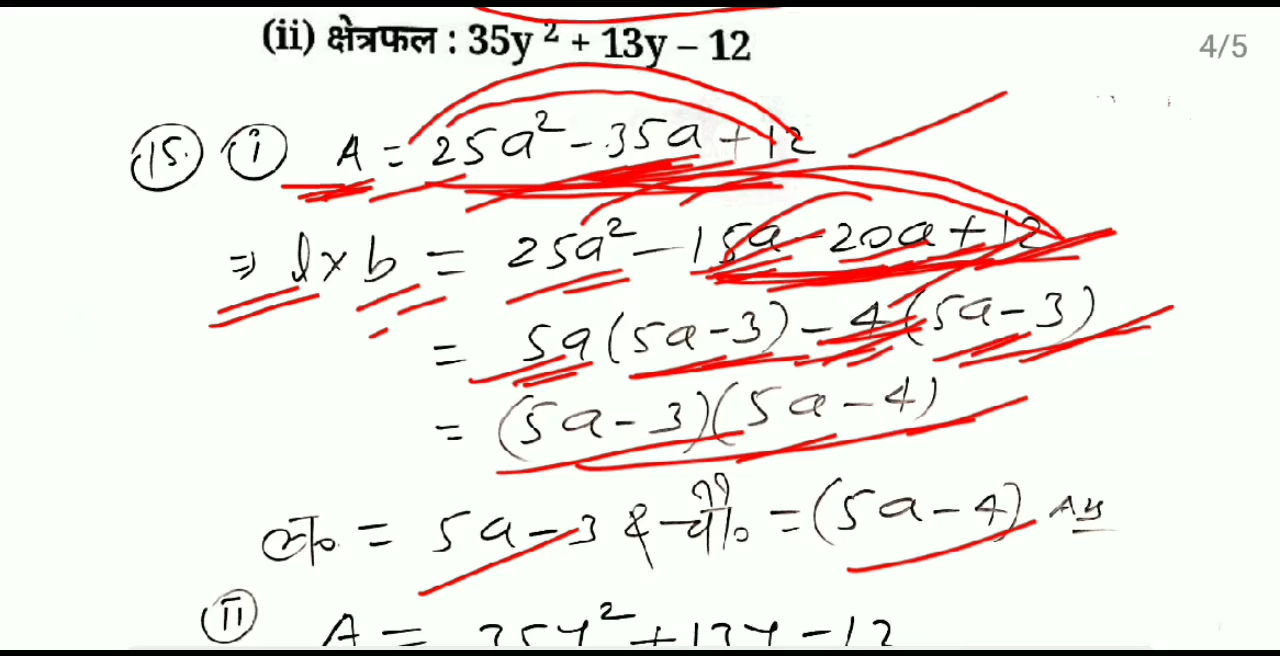 (ii) क्षेत्रफल : 35y² + 13y – 12
4/5
15. i A = 25a² - 35a + 12
⇒ l × b = 25a² - 15a - 20a + 12
= 5a(5a-3) - 4(5a-3)
= (5a-3)(5a-4)
ल० = 5a-3 & चौ० = (5a-4) Ans
ii A = 35y² + 13y - 12